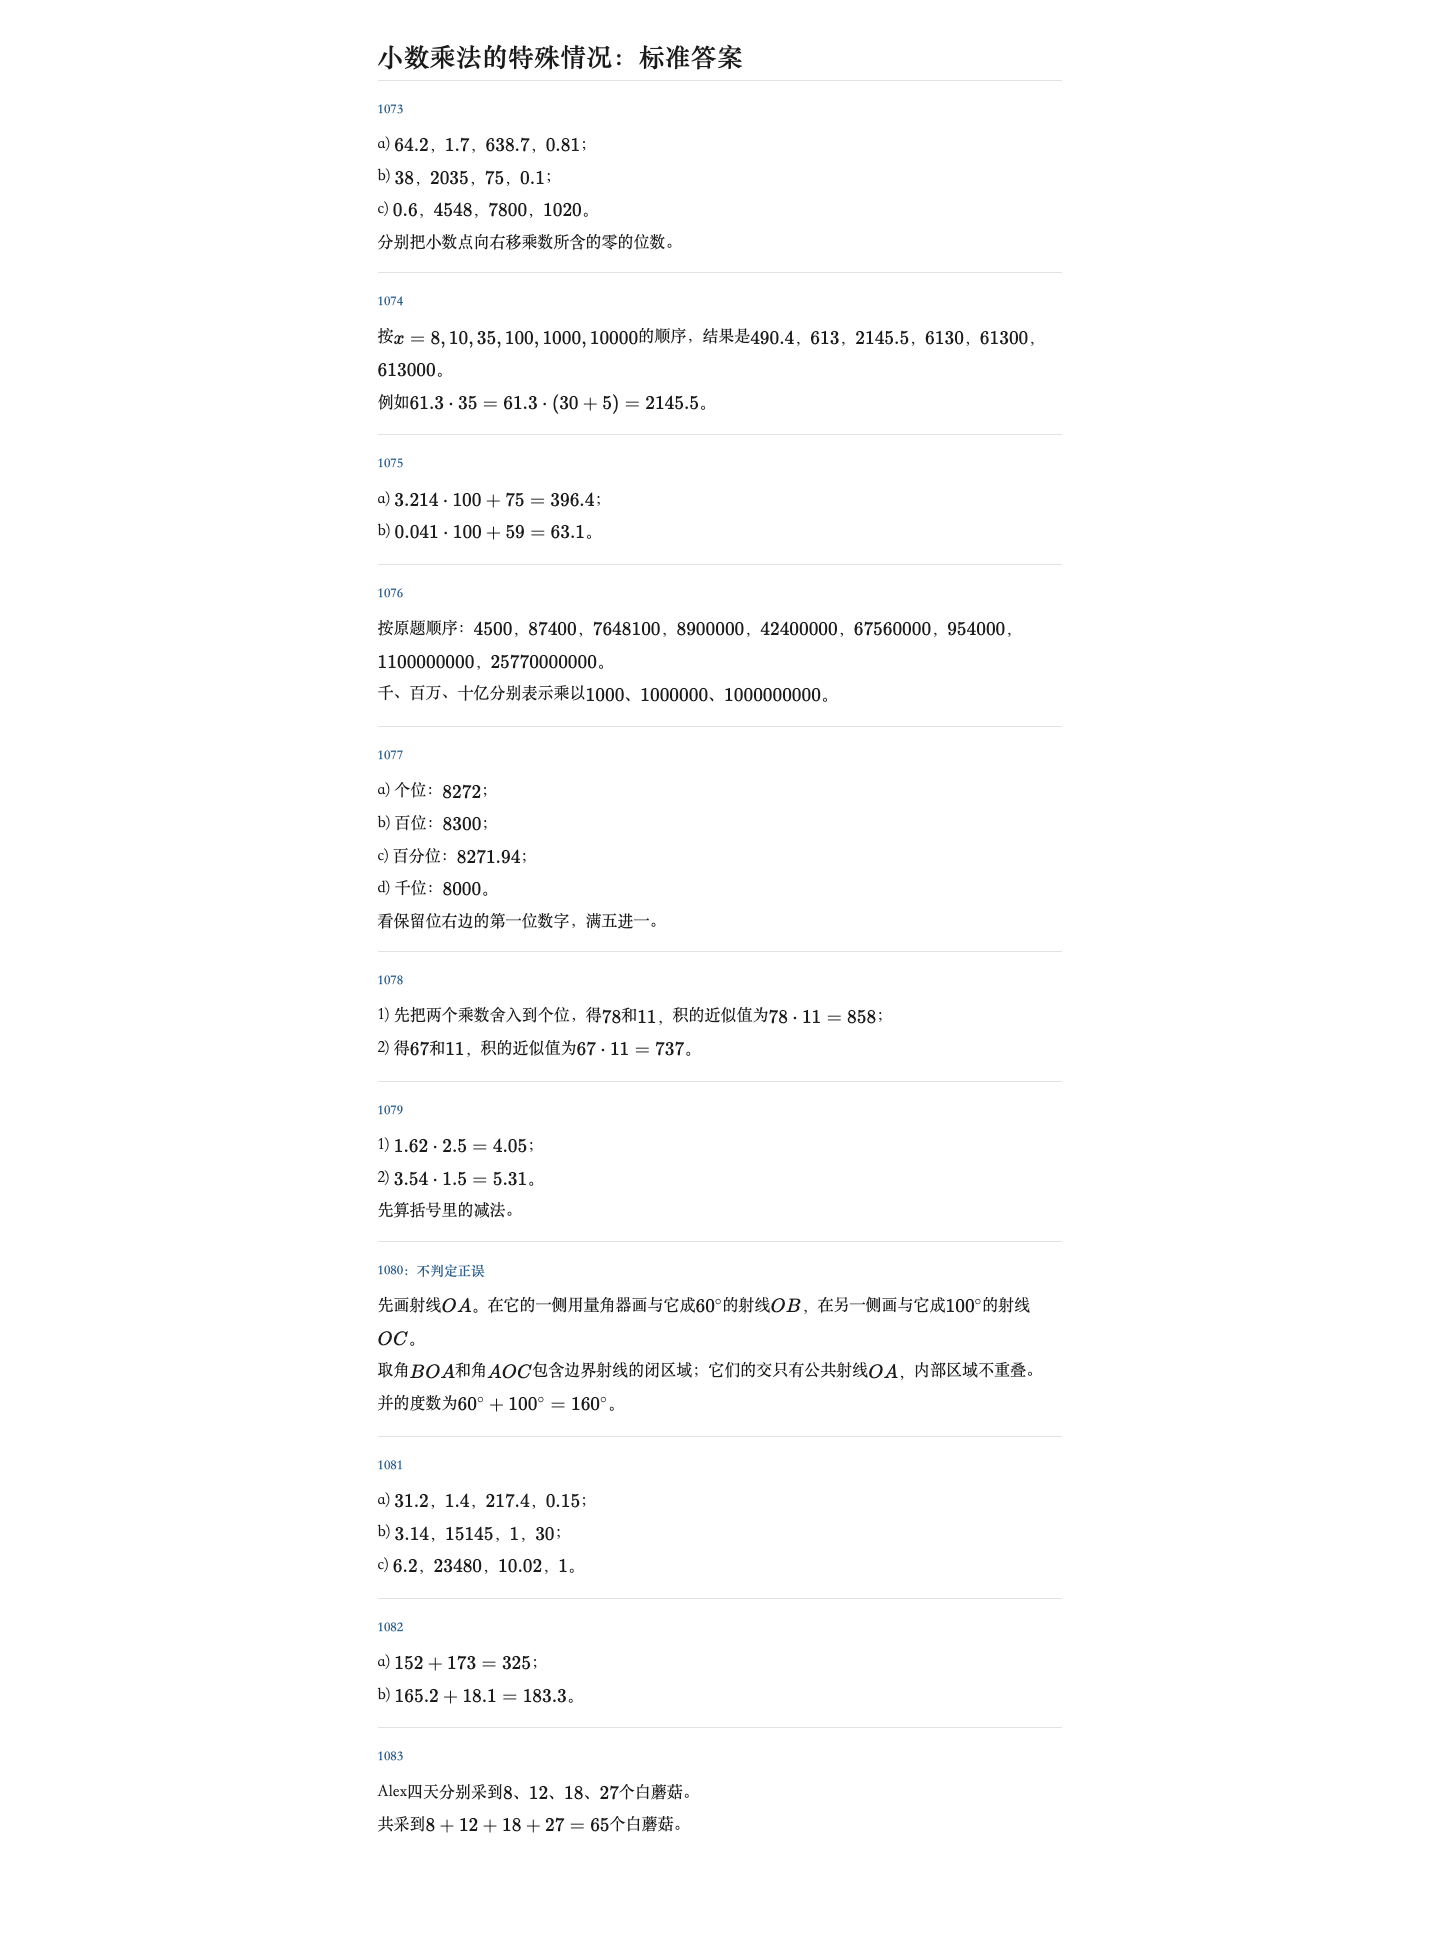 小数乘法的特殊情况：标准答案
1073
a) 64.2，1.7，638.7，0.81；
b) 38，2035，75，0.1；
c) 0.6，4548，7800，1020。
分别把小数点向右移乘数所含的零的位数。
1074
按x = 8, 10, 35, 100, 1000, 10000的顺序，结果是490.4，613，2145.5，6130，61300，
613000。
例如61.3 · 35 = 61.3 · (30 + 5) = 2145.5。
1075
a) 3.214 · 100 + 75 = 396.4；
b) 0.041 · 100 + 59 = 63.1。
1076
按原题顺序：4500，87400，7648100，8900000，42400000，67560000，954000，
1100000000，25770000000。
千、百万、十亿分别表示乘以1000、1000000、1000000000。
1077
a) 个位：8272；
b) 百位：8300；
c) 百分位：8271.94；
d) 千位：8000。
看保留位右边的第一位数字，满五进一。
1078
1) 先把两个乘数舍入到个位，得78和11，积的近似值为78 · 11 = 858；
2) 得67和11，积的近似值为67 · 11 = 737。
1079
1) 1.62 · 2.5 = 4.05；
2) 3.54 · 1.5 = 5.31。
先算括号里的减法。
1080：不判定正误
先画射线OA。在它的一侧用量角器画与它成60°的射线OB，在另一侧画与它成100°的射线
OC。
取角BOA和角AOC包含边界射线的闭区域；它们的交只有公共射线OA，内部区域不重叠。
并的度数为60° + 100° = 160°。
1081
a) 31.2，1.4，217.4，0.15；
b) 3.14，15145，1，30；
c) 6.2，23480，10.02，1。
1082
a) 152 + 173 = 325；
b) 165.2 + 18.1 = 183.3。
1083
Alex四天分别采到8、12、18、27个白蘑菇。
共采到8 + 12 + 18 + 27 = 65个白蘑菇。